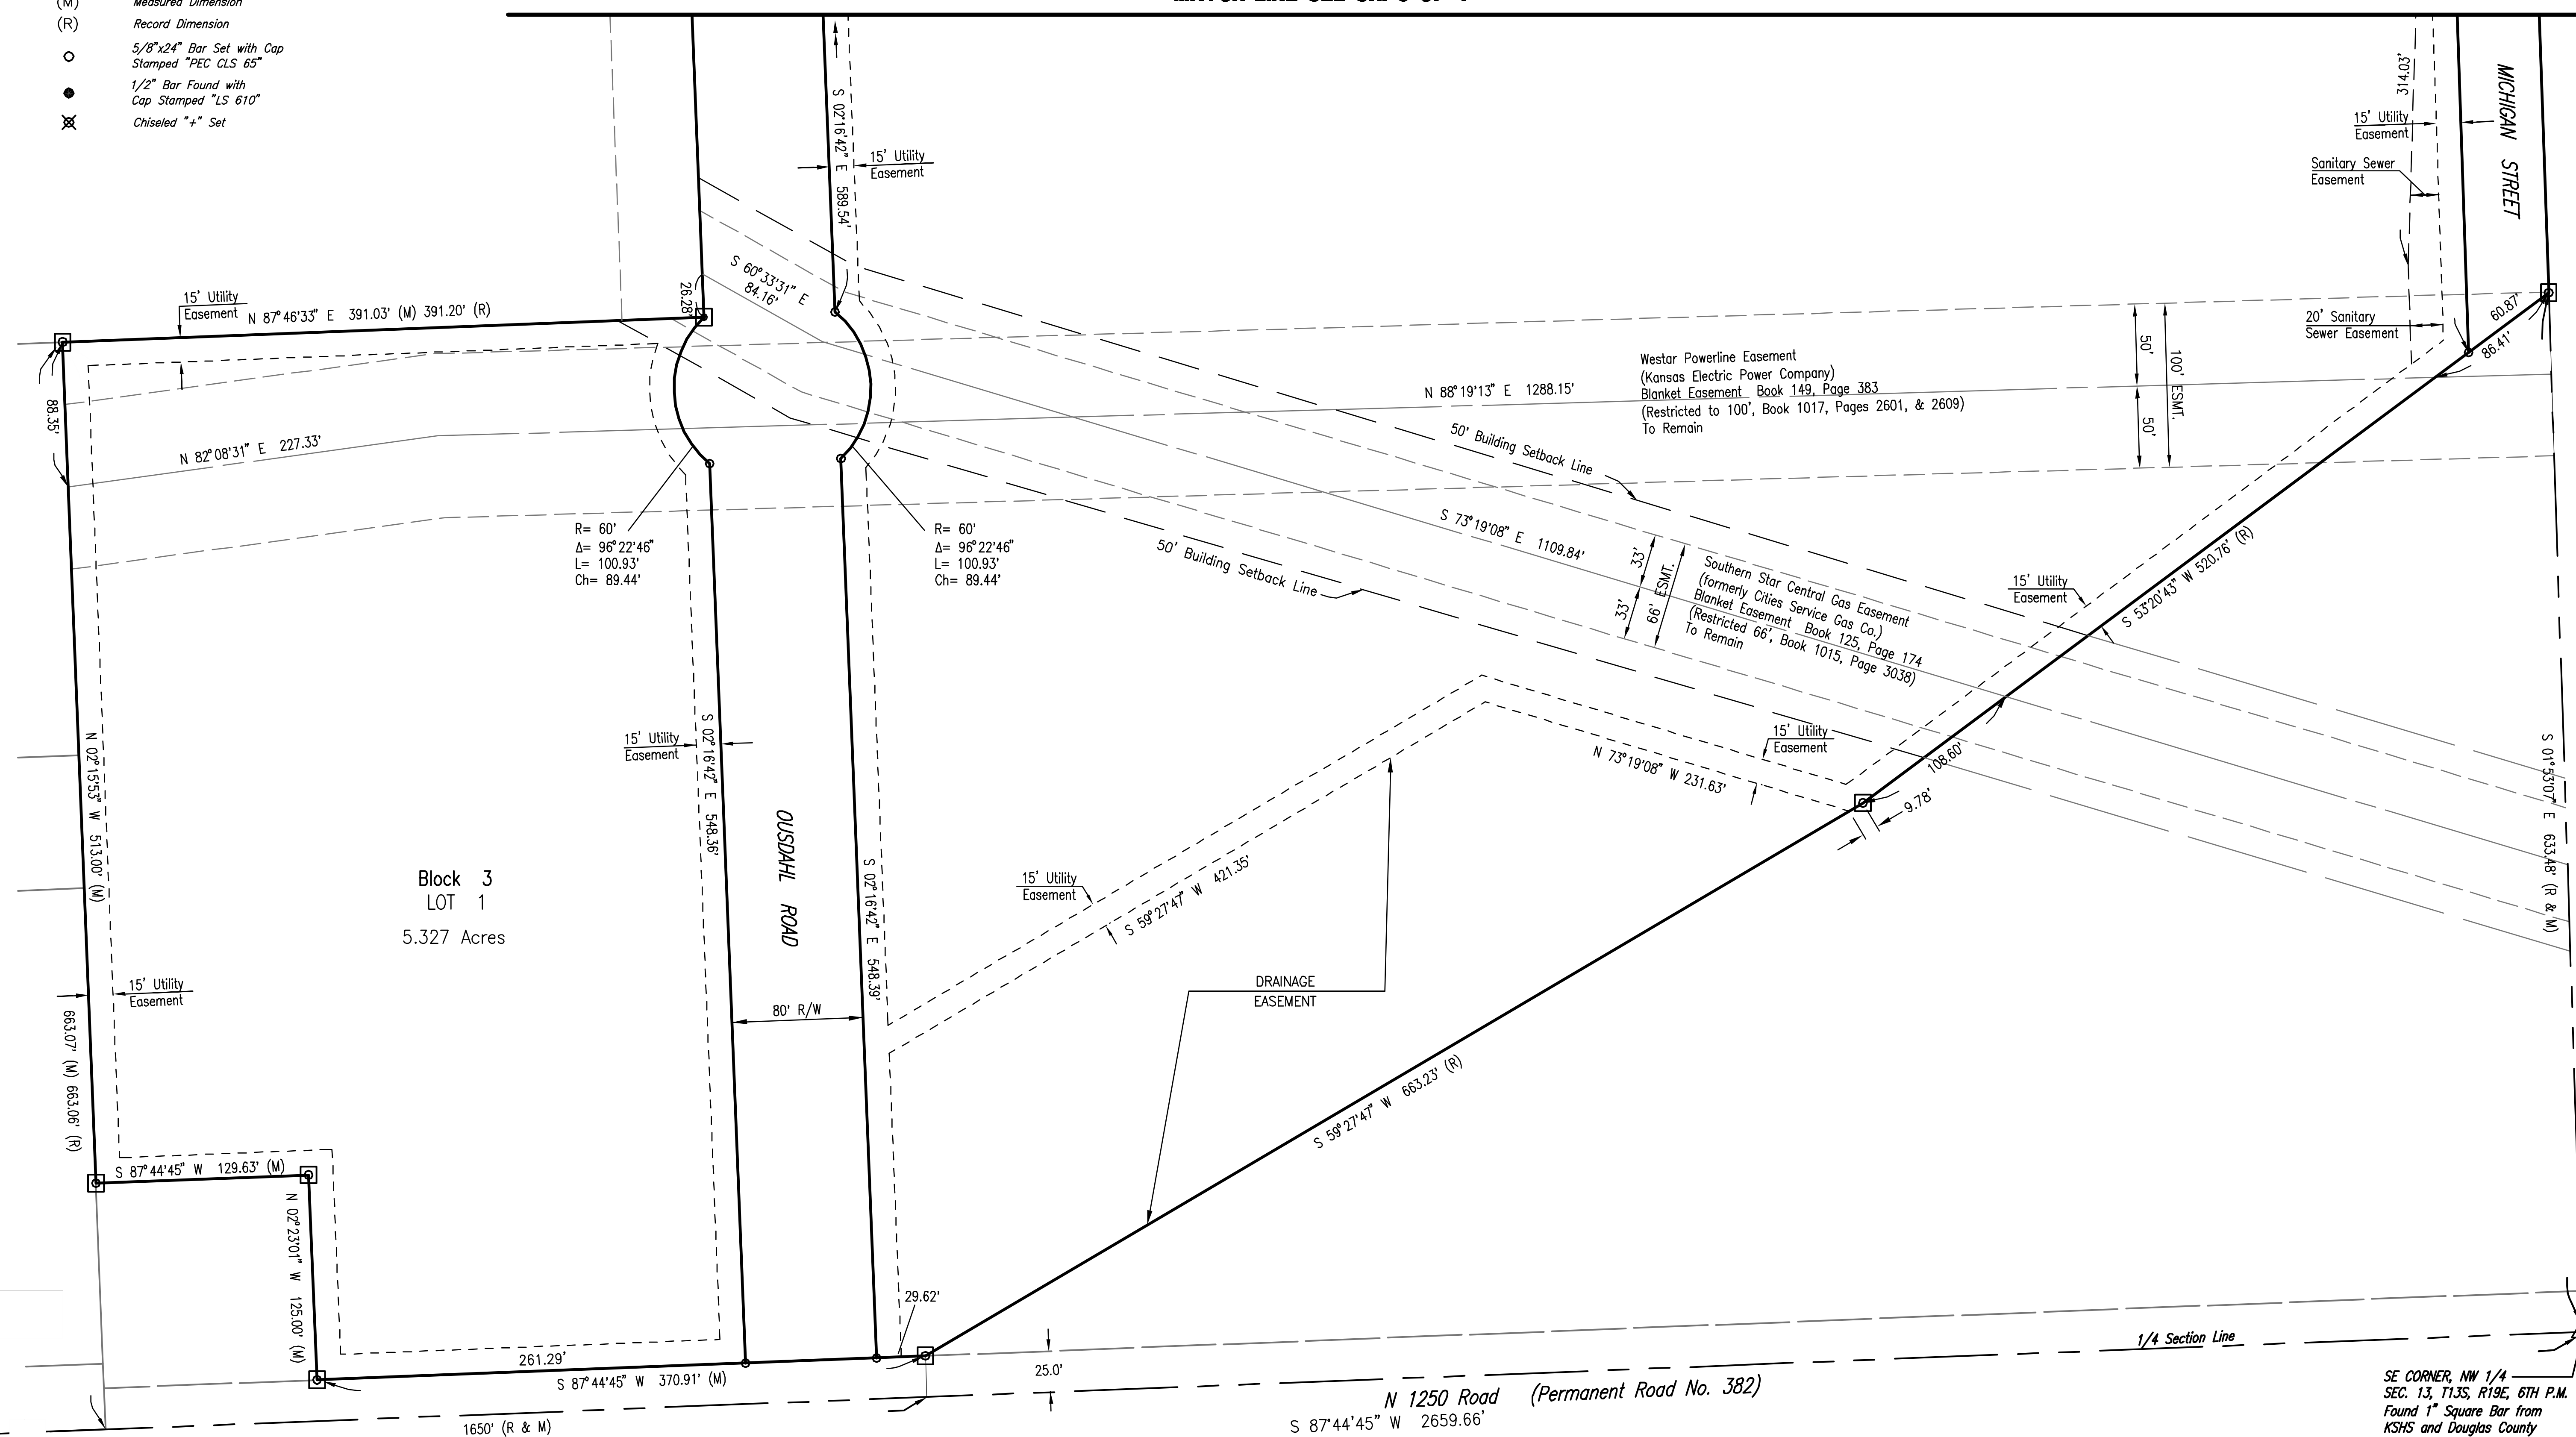 (M) Measured Dimension
MATCH LINE SEE SHT 3 OF 4
(R) Record Dimension
5/8"x24" Bar Set with Cap
Stamped "PEC CLS 65"
1/2" Bar Found with
Cap Stamped "LS 610"
Chiseled "+" Set
S 02°16'42" E 589.54'
15' Utility
Easement
314.03'
15' Utility
Easement
Sanitary Sewer
Easement
MICHIGAN STREET
S 60°33'31" E
84.16'
26.28'
15' Utility
Easement
N 87°46'33" E 391.03' (M) 391.20' (R)
88.35'
N 82°08'31" E 227.33'
20' Sanitary
Sewer Easement
60.87'
86.41'
50'
50'
100' ESMT.
N 88°19'13" E 1288.15'
Westar Powerline Easement
(Kansas Electric Power Company)
Blanket Easement Book 149, Page 383
(Restricted to 100', Book 1017, Pages 2601, & 2609)
To Remain
50' Building Setback Line
50' Building Setback Line
R= 60'
Δ= 96°22'46"
L= 100.93'
Ch= 89.44'
R= 60'
Δ= 96°22'46"
L= 100.93'
Ch= 89.44'
S 73°19'08" E 1109.84'
33'
33'
66' ESMT.
Southern Star Central Gas Easement
(formerly Cities Service Gas Co.)
Blanket Easement Book 125, Page 174
(Restricted 66', Book 1015, Page 3038)
To Remain
15' Utility
Easement
S 53°20'43" W 520.76' (R)
15' Utility
Easement
S 02°16'42" E 548.36'
15' Utility
Easement
N 73°19'08" W 231.63'
108.60'
9.78'
S 01°53'07" E 633.48' (R & M)
N 02°15'53" W 513.00' (M)
OUSDAHL ROAD
S 02°16'42" E 548.39'
Block 3
LOT 1
5.327 Acres
15' Utility
Easement
S 59°27'47" W 421.35'
15' Utility
Easement
DRAINAGE
EASEMENT
80' R/W
663.07' (M) 663.06' (R)
S 59°27'47" W 663.23' (R)
S 87°44'45" W 129.63' (M)
N 02°23'01" W 125.00' (M)
29.62'
261.29'
S 87°44'45" W 370.91' (M)
25.0'
1/4 Section Line
N 1250 Road (Permanent Road No. 382)
S 87°44'45" W 2659.66'
1650' (R & M)
SE CORNER, NW 1/4
SEC. 13, T13S, R19E, 6TH P.M.
Found 1" Square Bar from
KSHS and Douglas County